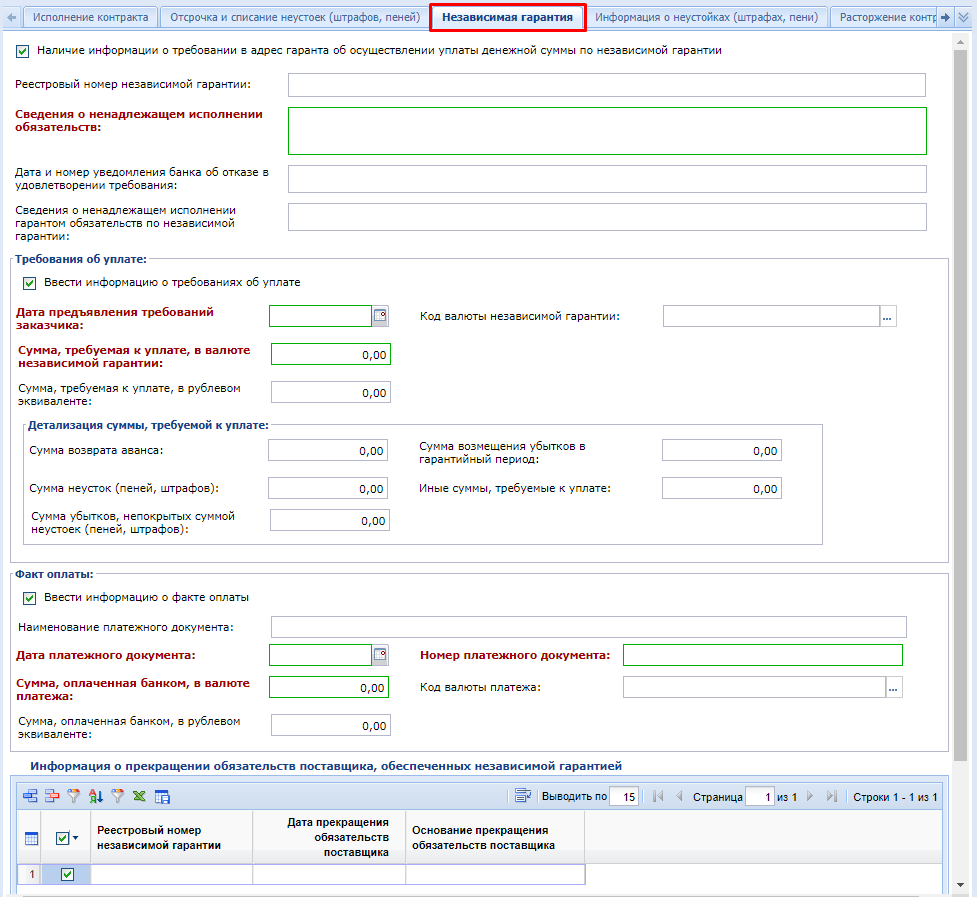 Исполнение контракта
Отсрочка и списание неустоек (штрафов, пеней)
Независимая гарантия
Информация о неустойках (штрафах, пени)
Расторжение контр
Наличие информации о требовании в адрес гаранта об осуществлении уплаты денежной суммы по независимой гарантии
Реестровый номер независимой гарантии:
Сведения о ненадлежащем исполнении
обязательств:
Дата и номер уведомления банка об отказе в
удовлетворении требования:
Сведения о ненадлежащем исполнении
гарантом обязательств по независимой
гарантии:
Требования об уплате:
Ввести информацию о требованиях об уплате
Дата предъявления требований
заказчика:
Код валюты независимой гарантии:
...
Сумма, требуемая к уплате, в валюте
независимой гарантии:
0,00
Сумма, требуемая к уплате, в рублевом
эквиваленте:
0,00
Детализация суммы, требуемой к уплате:
Сумма возврата аванса:
0,00
Сумма возмещения убытков в
гарантийный период:
0,00
Сумма неусток (пеней, штрафов):
0,00
Иные суммы, требуемые к уплате:
0,00
Сумма убытков, непокрытых суммой
неустоек (пеней, штрафов):
0,00
Факт оплаты:
Ввести информацию о факте оплаты
Наименование платежного документа:
Дата платежного документа:
Номер платежного документа:
Сумма, оплаченная банком, в валюте
платежа:
0,00
Код валюты платежа:
...
Сумма, оплаченная банком, в рублевом
эквиваленте:
0,00
Информация о прекращении обязательств поставщика, обеспеченных независимой гарантией
Выводить по 15
Страница 1 из 1
Строки 1 - 1 из 1
Реестровый номер
независимой гарантии
Дата прекращения
обязательств
поставщика
Основание прекращения
обязательств поставщика
1